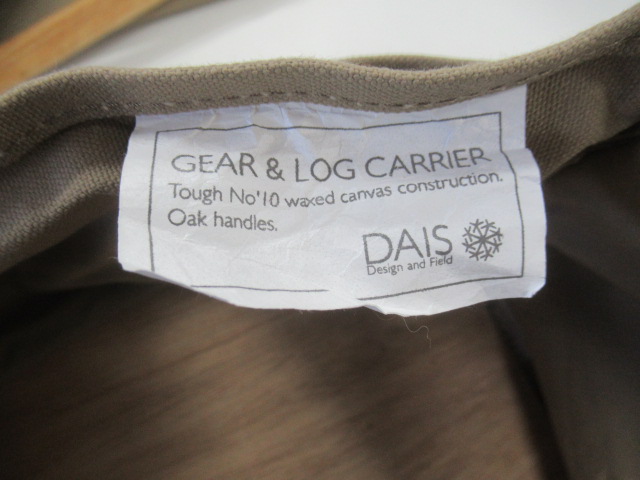 GEAR & LOG CARRIER
Tough No'10 waxed canvas construction.
Oak handles.
DAIS
Design and Field